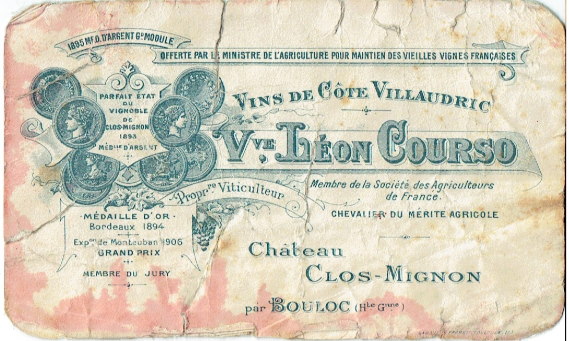 1895 MÉD. D'ARGENT Gd MODULE
OFFERTE PAR LE MINISTRE DE L'AGRICULTURE POUR MAINTIEN DES VIEILLES VIGNES FRANÇAISES
PARFAIT ÉTAT
DU
VIGNOBLE
DE
CLOS-MIGNON
1893
MÉDlle D'ARGENT
VINS DE CÔTE VILLAUDRIC
Vve LÉON COURSO
Propre Viticulteur
Membre de la Société des Agriculteurs
de France
CHEVALIER DU MERITE AGRICOLE
MÉDAILLE D'OR
Bordeaux 1894
Expon de Montauban 1906
GRAND PRIX
MEMBRE DU JURY
Château
CLOS-MIGNON
par BOULOC (Hte Gnne)